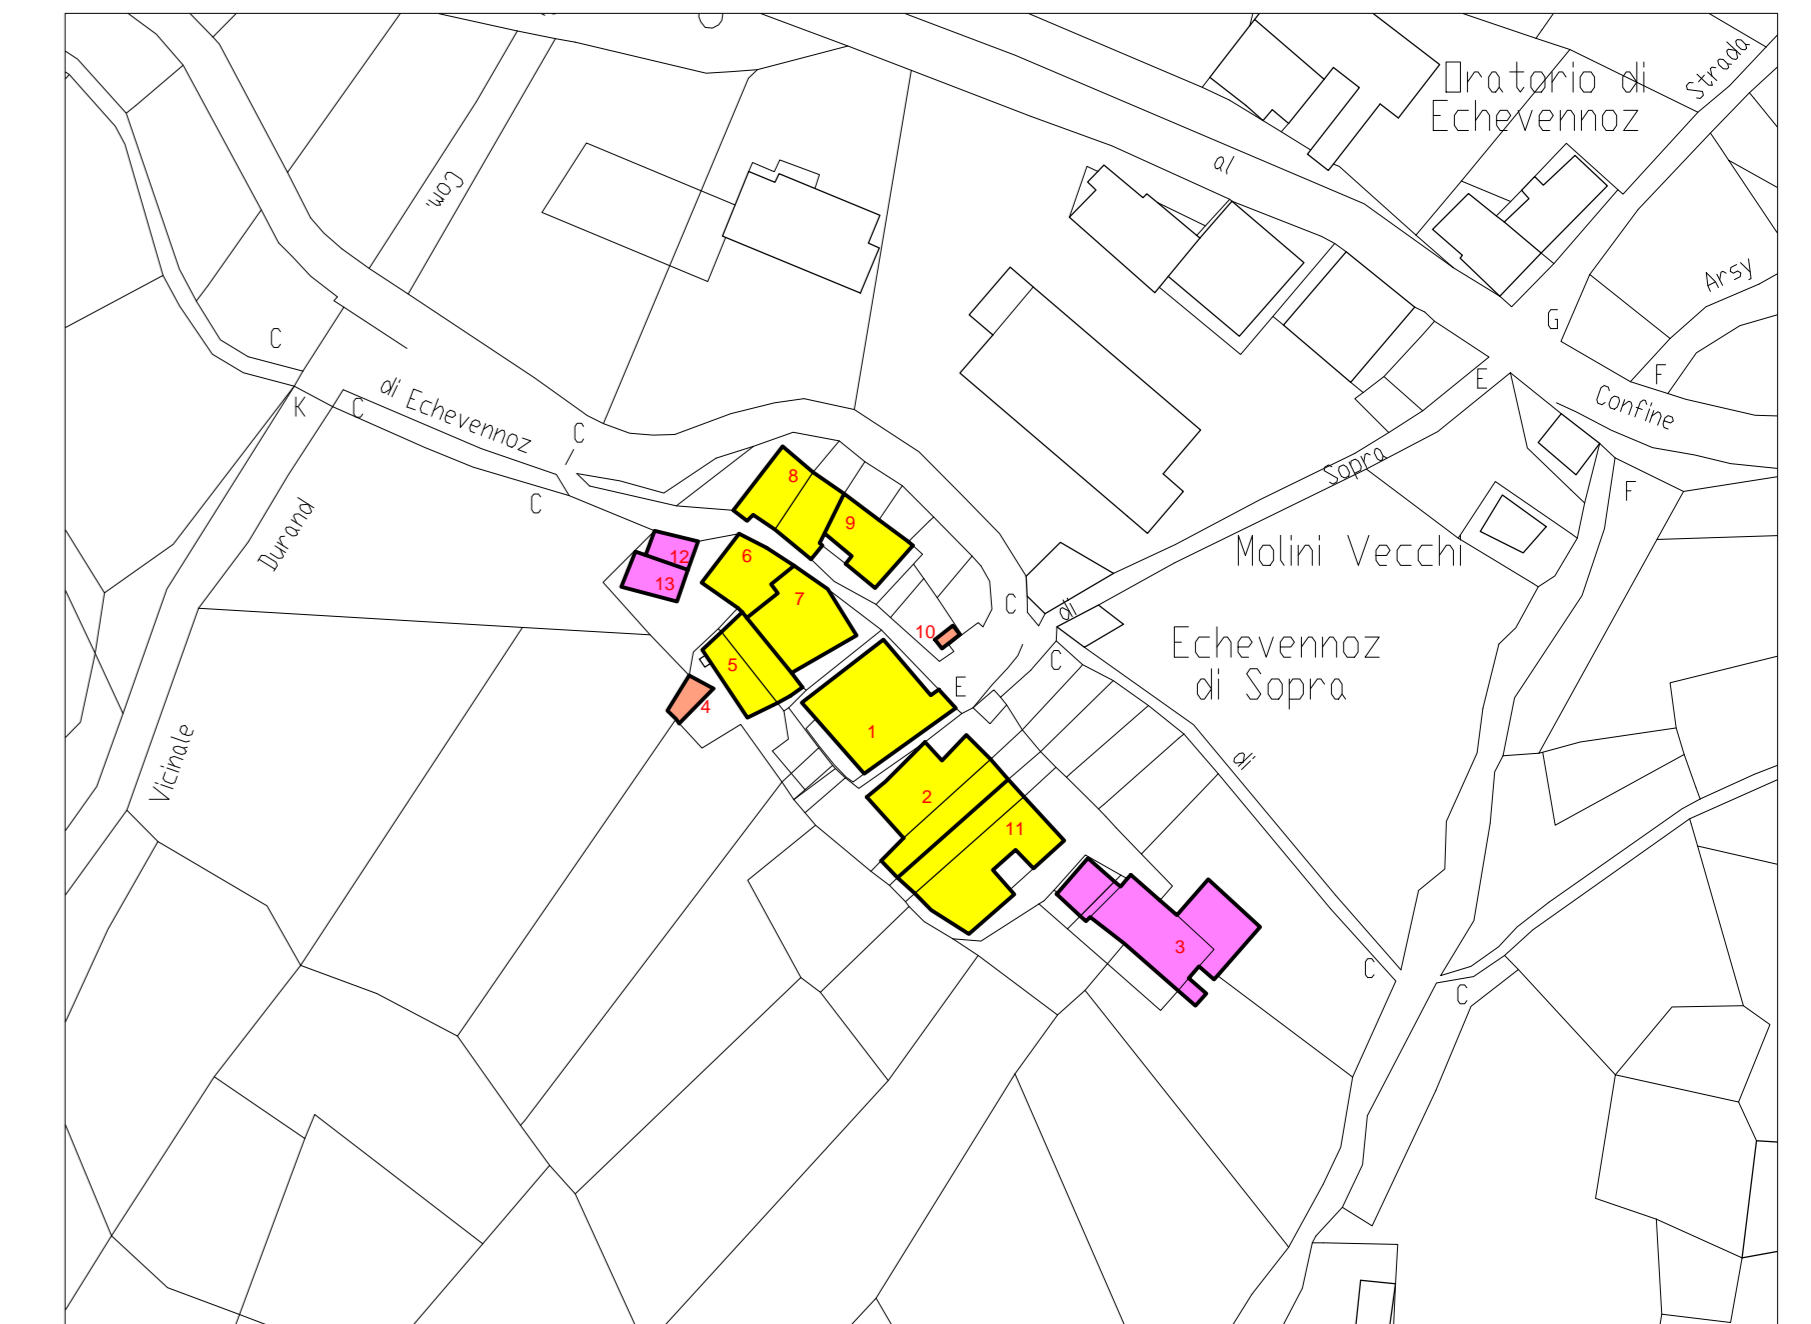 Oratorio di
Echevennoz
Strada
al
Com.
Arsy
G
C
F
E
Confine
K
C
di Echevennoz
C
I
Sopra
8
F
C
9
Durand
Molini Vecchi
12
6
13
7
C
di
10
Echevennoz
di Sopra
5
C
E
4
1
Vicinale
di
2
11
3
C
C